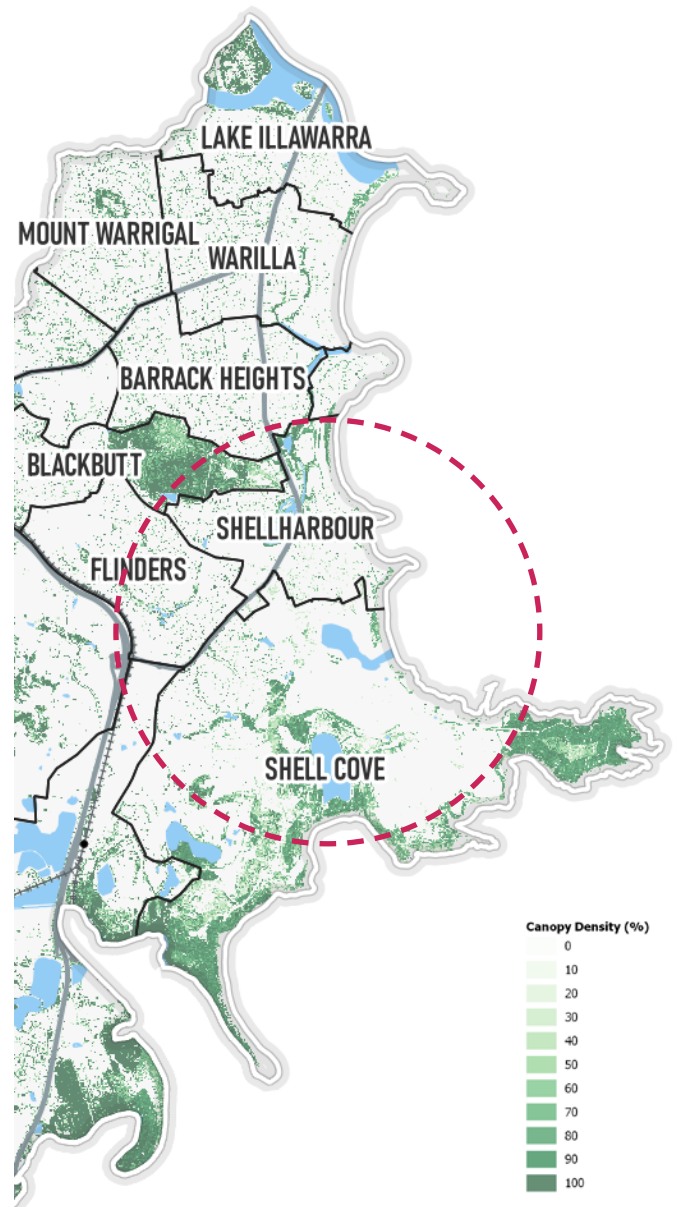 LAKE ILLAWARRA
MOUNT WARRIGAL
WARILLA
BARRACK HEIGHTS
BLACKBUTT
SHELLHARBOUR
FLINDERS
SHELL COVE
Canopy Density (%)
0
10
20
30
40
50
60
70
80
90
100